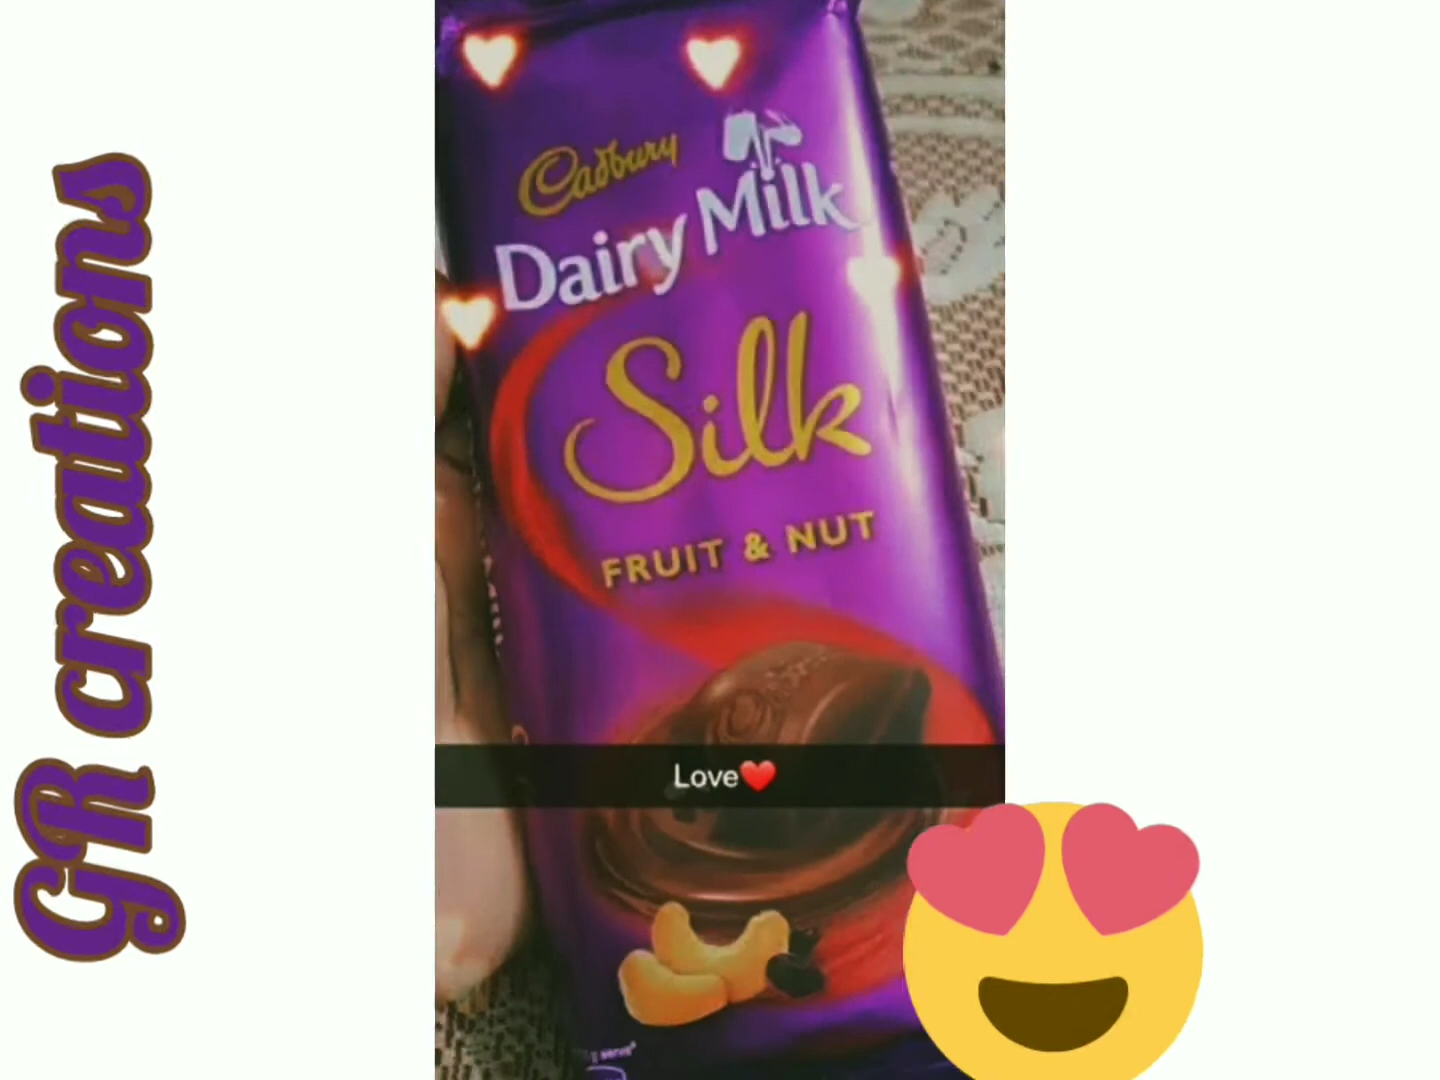 GR creations
Cadbury
Dairy Milk
Silk
FRUIT & NUT
Love❤️